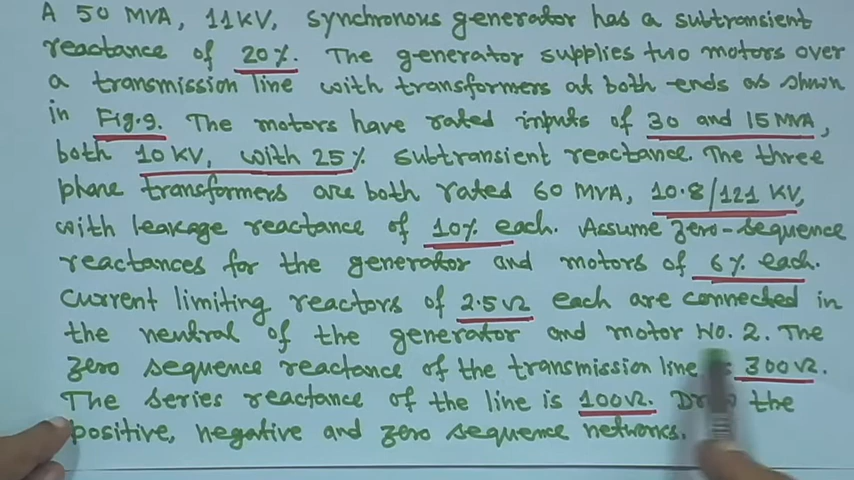 A 50 MVA, 11KV, synchronous generator has a subtransient
reactance of 20%. The generator supplies two motors over
a transmission line with transformers at both ends as shown
in Fig.9. The motors have rated inputs of 30 and 15 MVA,
both 10 KV, with 25% subtransient reactance. The three
phase transformers are both rated 60 MVA, 10.8/121 KV,
with leakage reactance of 10% each. Assume zero-sequence
reactances for the generator and motors of 6% each.
Current limiting reactors of 2.5Ω each are connected in
the neutral of the generator and motor No. 2. The
zero sequence reactance of the transmission line 300Ω.
The series reactance of the line is 100Ω. the
positive, negative and zero sequence networks.